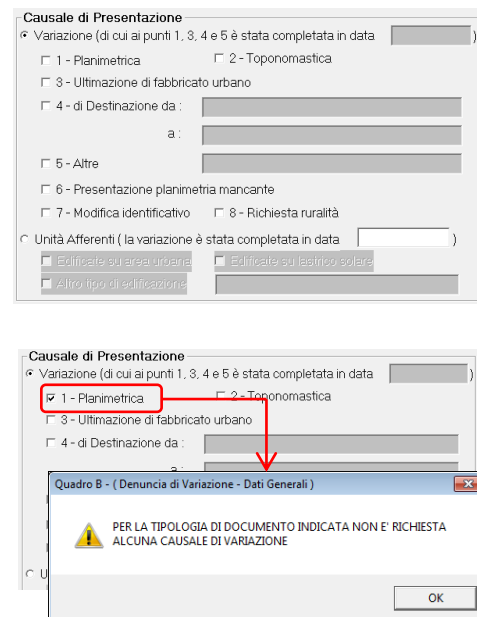 Causale di Presentazione
Variazione (di cui ai punti 1, 3, 4 e 5 è stata completata in data )
1 - Planimetrica 2 - Toponomastica
3 - Ultimazione di fabbricato urbano
4 - di Destinazione da :
a :
5 - Altre
6 - Presentazione planimetria mancante
7 - Modifica identificativo 8 - Richiesta ruralità
Unità Afferenti ( la variazione è stata completata in data )
Edificate su area urbana Edificate su lastrico solare
Altro tipo di edificazione
Causale di Presentazione
Variazione (di cui ai punti 1, 3, 4 e 5 è stata completata in data )
1 - Planimetrica 2 - Toponomastica
3 - Ultimazione di fabbricato urbano
4 - di Destinazione da :
a :
Quadro B - ( Denuncia di Variazione - Dati Generali )
PER LA TIPOLOGIA DI DOCUMENTO INDICATA NON E' RICHIESTA
ALCUNA CAUSALE DI VARIAZIONE
U
OK